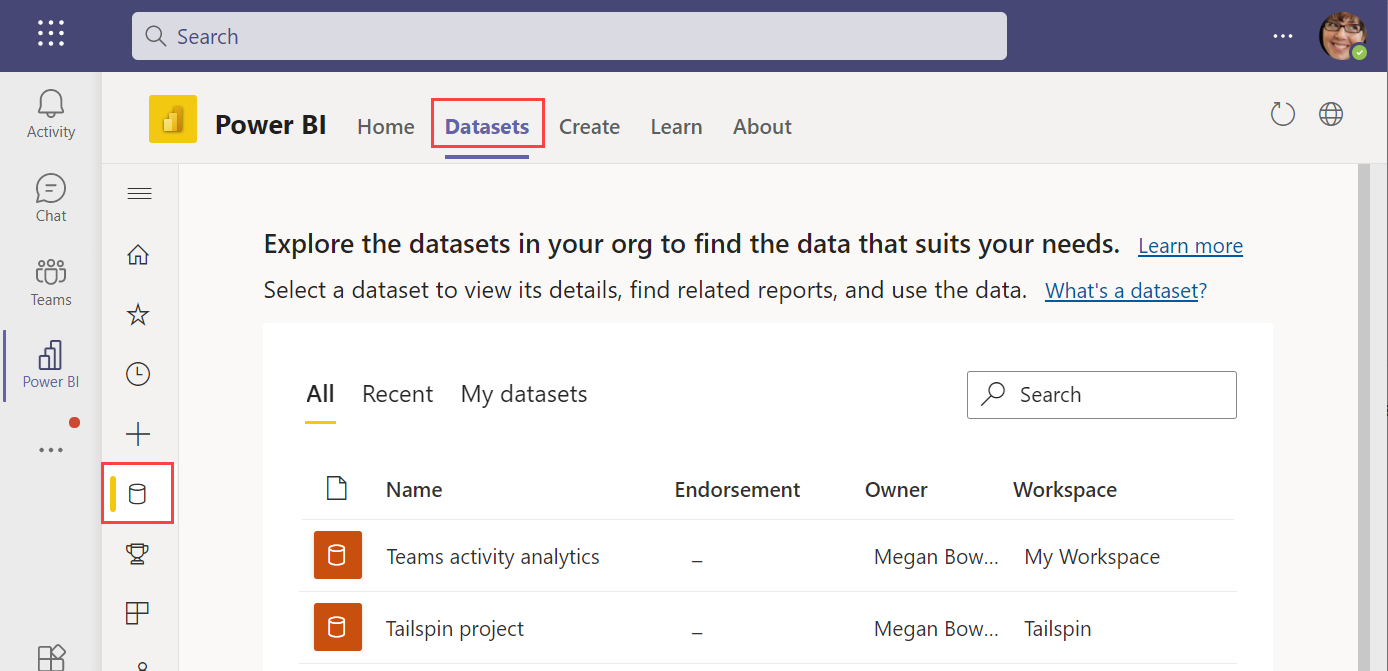 Search
Activity
Chat
Teams
Power BI
Power BI Home Datasets Create Learn About
Explore the datasets in your org to find the data that suits your needs. Learn more
Select a dataset to view its details, find related reports, and use the data. What's a dataset?
All Recent My datasets Search
Name Endorsement Owner Workspace
Teams activity analytics – Megan Bow... My Workspace
Tailspin project – Megan Bow... Tailspin